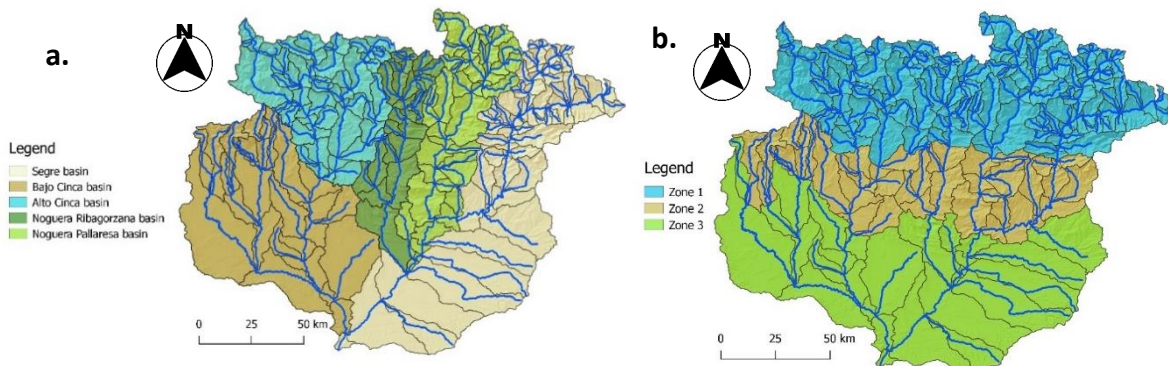 a.
N
Legend
Segre basin
Bajo Cinca basin
Alto Cinca basin
Noguera Ribagorzana basin
Noguera Pallaresa basin
0 25 50 km
b.
N
Legend
Zone 1
Zone 2
Zone 3
0 25 50 km